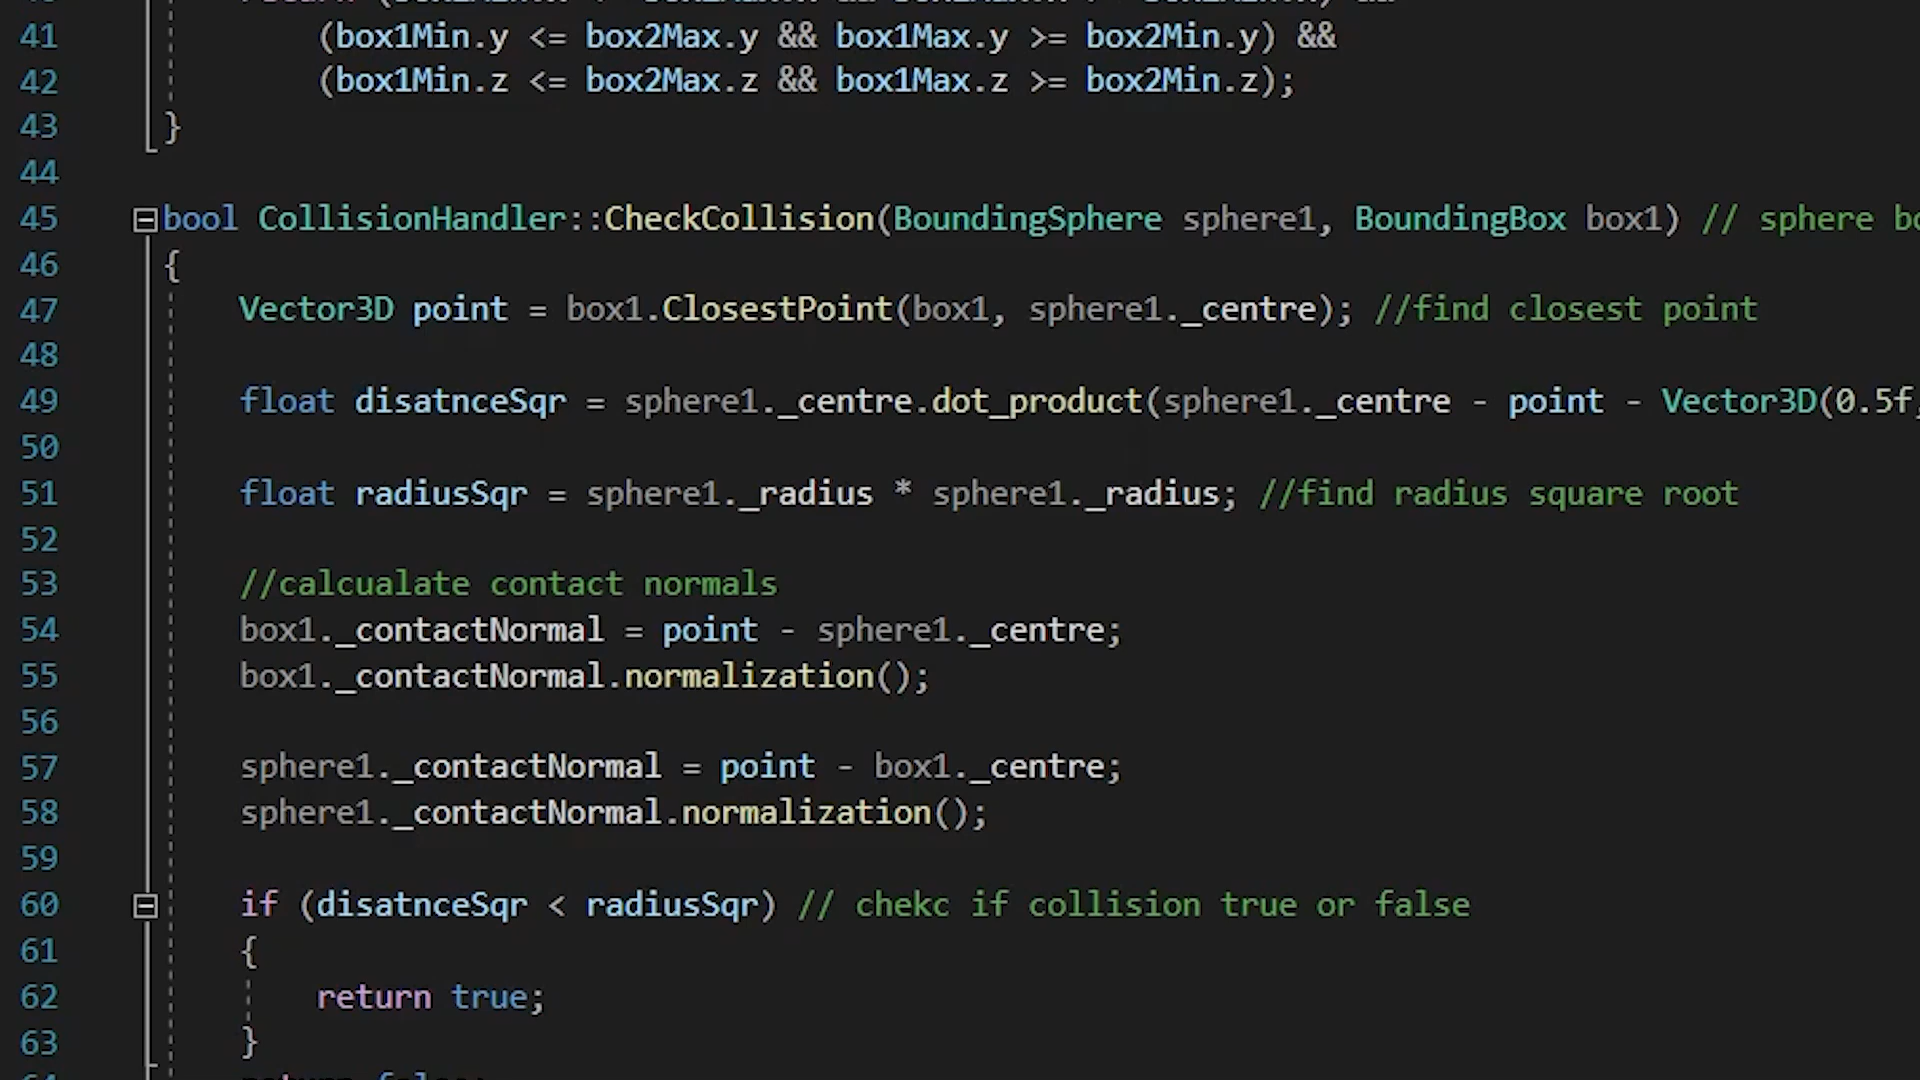 41 (box1Min.y <= box2Max.y && box1Max.y >= box2Min.y) &&
42 (box1Min.z <= box2Max.z && box1Max.z >= box2Min.z);
43 }
44
45 bool CollisionHandler::CheckCollision(BoundingSphere sphere1, BoundingBox box1) // sphere
46 {
47 Vector3D point = box1.ClosestPoint(box1, sphere1._centre); //find closest point
48
49 float disatnceSqr = sphere1._centre.dot_product(sphere1._centre - point - Vector3D(0.5f,
50
51 float radiusSqr = sphere1._radius * sphere1._radius; //find radius square root
52
53 //calcualate contact normals
54 box1._contactNormal = point - sphere1._centre;
55 box1._contactNormal.normalization();
56
57 sphere1._contactNormal = point - box1._centre;
58 sphere1._contactNormal.normalization();
59
60 if (disatnceSqr < radiusSqr) // chekc if collision true or false
61 {
62 return true;
63 }